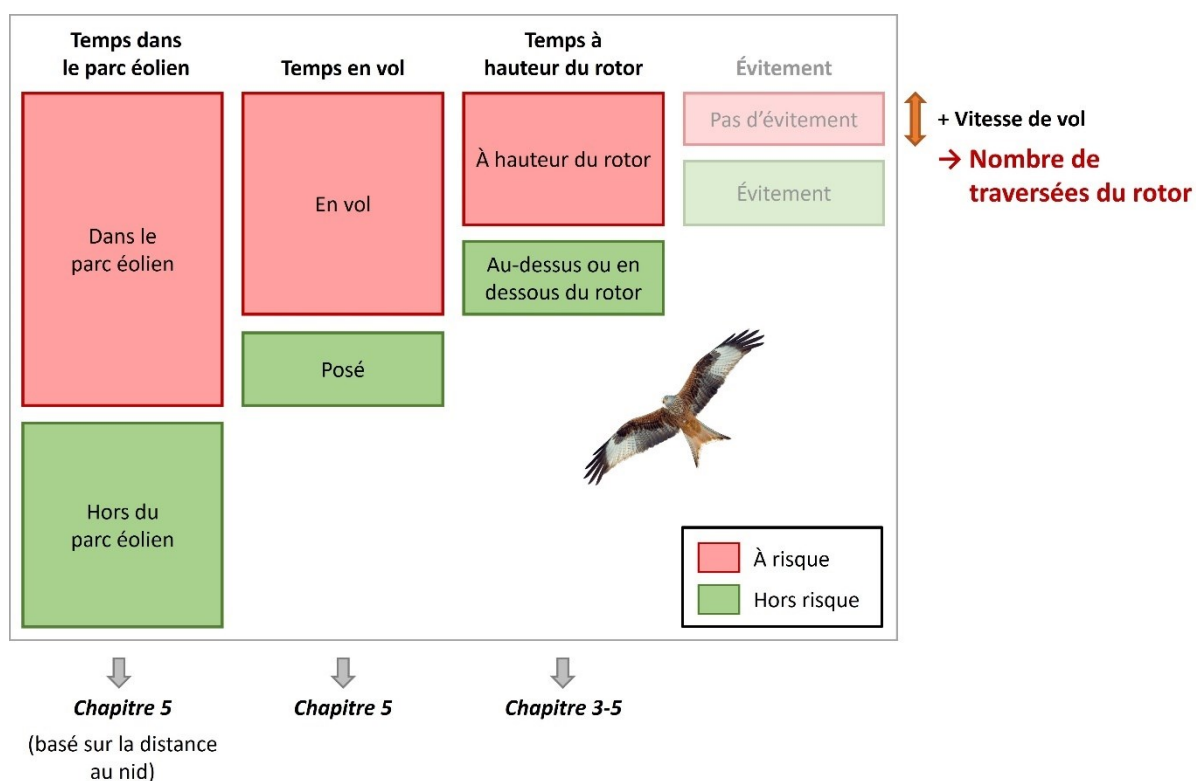 Temps dans
le parc éolien
Temps en vol
Temps à
hauteur du rotor
Évitement
Dans le
parc éolien
Hors du
parc éolien
En vol
Posé
À hauteur du rotor
Au-dessus ou en
dessous du rotor
Pas d'évitement
Évitement
+ Vitesse de vol
→ Nombre de
traversées du rotor
À risque
Hors risque
Chapitre 5
(basé sur la distance
au nid)
Chapitre 5
Chapitre 3-5